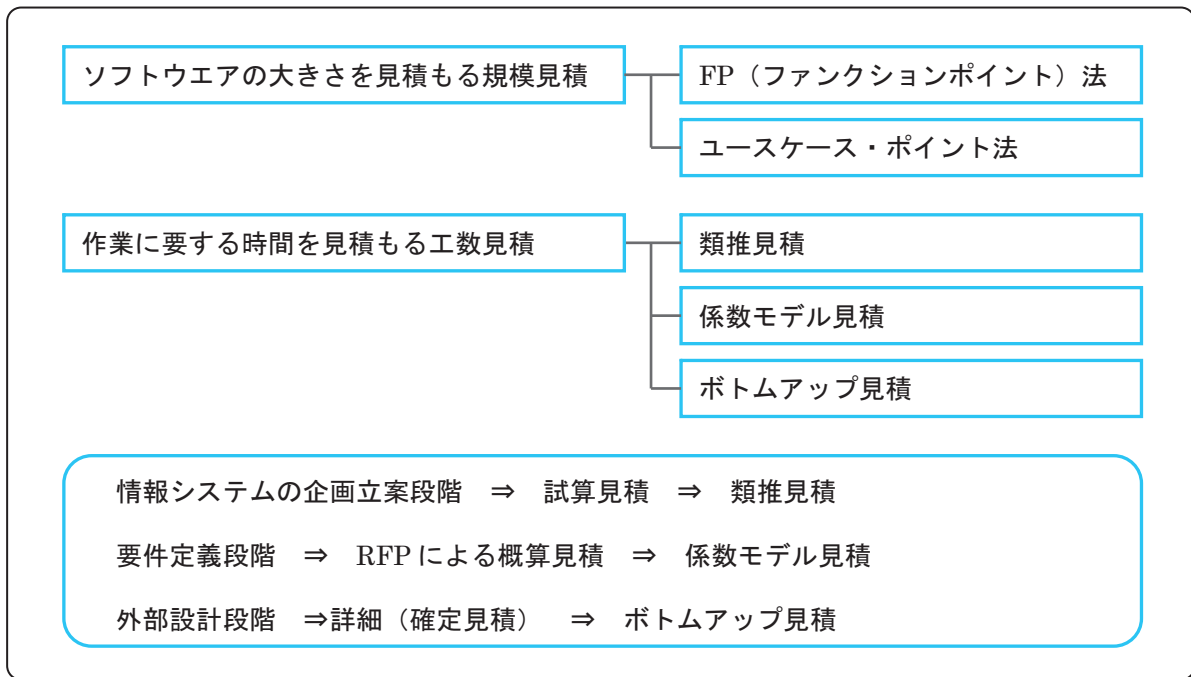 ソフトウエアの大きさを見積もる規模見積
FP（ファンクションポイント）法
ユースケース・ポイント法
作業に要する時間を見積もる工数見積
類推見積
係数モデル見積
ボトムアップ見積
情報システムの企画立案段階　⇒　試算見積　⇒　類推見積
要件定義段階　⇒　RFPによる概算見積　⇒　係数モデル見積
外部設計段階　⇒詳細（確定見積）　⇒　ボトムアップ見積